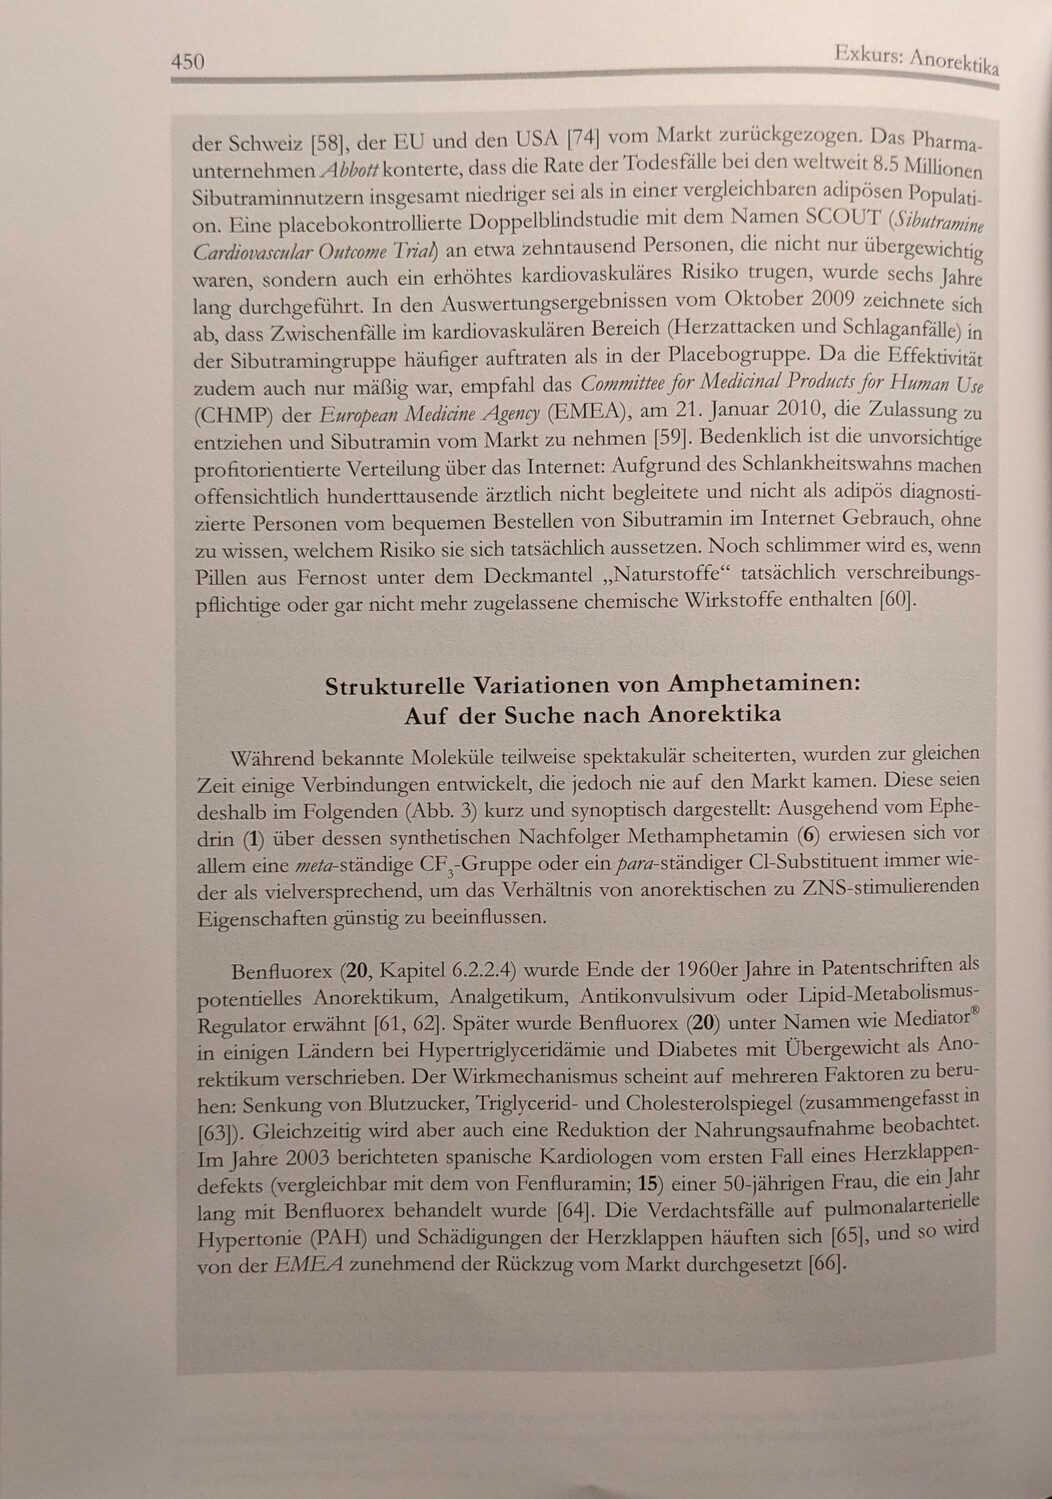 450
Exkurs: Anorektika
der Schweiz [58], der EU und den USA [74] vom Markt zurückgezogen. Das Pharma-
unternehmen Abbott konterte, dass die Rate der Todesfälle bei den weltweit 8.5 Millionen
Sibutraminnutzern insgesamt niedriger sei als in einer vergleichbaren adipösen Populati-
on. Eine placebokontrollierte Doppelblindstudie mit dem Namen SCOUT (Sibutramine
Cardiovascular Outcome Trial) an etwa zehntausend Personen, die nicht nur übergewichtig
waren, sondern auch ein erhöhtes kardiovaskuläres Risiko trugen, wurde sechs Jahre
lang durchgeführt. In den Auswertungsergebnissen vom Oktober 2009 zeichnete sich
ab, dass Zwischenfälle im kardiovaskulären Bereich (Herzattacken und Schlaganfälle) in
der Sibutramingruppe häufiger auftraten als in der Placebogruppe. Da die Effektivität
zudem auch nur mäßig war, empfahl das Committee for Medicinal Products for Human Use
(CHMP) der European Medicine Agency (EMEA), am 21. Januar 2010, die Zulassung zu
entziehen und Sibutramin vom Markt zu nehmen [59]. Bedenklich ist die unvorsichtige
profitorientierte Verteilung über das Internet: Aufgrund des Schlankheitswahns machen
offensichtlich hunderttausende ärztlich nicht begleitete und nicht als adipös diagnosti-
zierte Personen vom bequemen Bestellen von Sibutramin im Internet Gebrauch, ohne
zu wissen, welchem Risiko sie sich tatsächlich aussetzen. Noch schlimmer wird es, wenn
Pillen aus Fernost unter dem Deckmantel „Naturstoffe“ tatsächlich verschreibungs-
pflichtige oder gar nicht mehr zugelassene chemische Wirkstoffe enthalten [60].
Strukturelle Variationen von Amphetaminen:
Auf der Suche nach Anorektika
Während bekannte Moleküle teilweise spektakulär scheiterten, wurden zur gleichen
Zeit einige Verbindungen entwickelt, die jedoch nie auf den Markt kamen. Diese seien
deshalb im Folgenden (Abb. 3) kurz und synoptisch dargestellt: Ausgehend vom Ephe-
drin (1) über dessen synthetischen Nachfolger Methamphetamin (6) erwiesen sich vor
allem eine meta-ständige CF₃-Gruppe oder ein para-ständiger Cl-Substituent immer wie-
der als vielversprechend, um das Verhältnis von anorektischen zu ZNS-stimulierenden
Eigenschaften günstig zu beeinflussen.
Benfluorex (20, Kapitel 6.2.2.4) wurde Ende der 1960er Jahre in Patentschriften als
potentielles Anorektikum, Analgetikum, Antikonvulsivum oder Lipid-Metabolismus-
Regulator erwähnt [61, 62]. Später wurde Benfluorex (20) unter Namen wie Mediator®
in einigen Ländern bei Hypertriglyceridämie und Diabetes mit Übergewicht als Ano-
rektikum verschrieben. Der Wirkmechanismus scheint auf mehreren Faktoren zu beru-
hen: Senkung von Blutzucker, Triglycerid- und Cholesterolspiegel (zusammengefasst in
[63]). Gleichzeitig wird aber auch eine Reduktion der Nahrungsaufnahme beobachtet.
Im Jahre 2003 berichteten spanische Kardiologen vom ersten Fall eines Herzklappen-
defekts (vergleichbar mit dem von Fenfluramin; 15) einer 50-jährigen Frau, die ein Jahr
lang mit Benfluorex behandelt wurde [64]. Die Verdachtsfälle auf pulmonalarterielle
Hypertonie (PAH) und Schädigungen der Herzklappen häuften sich [65], und so wird
von der EMEA zunehmend der Rückzug vom Markt durchgesetzt [66].